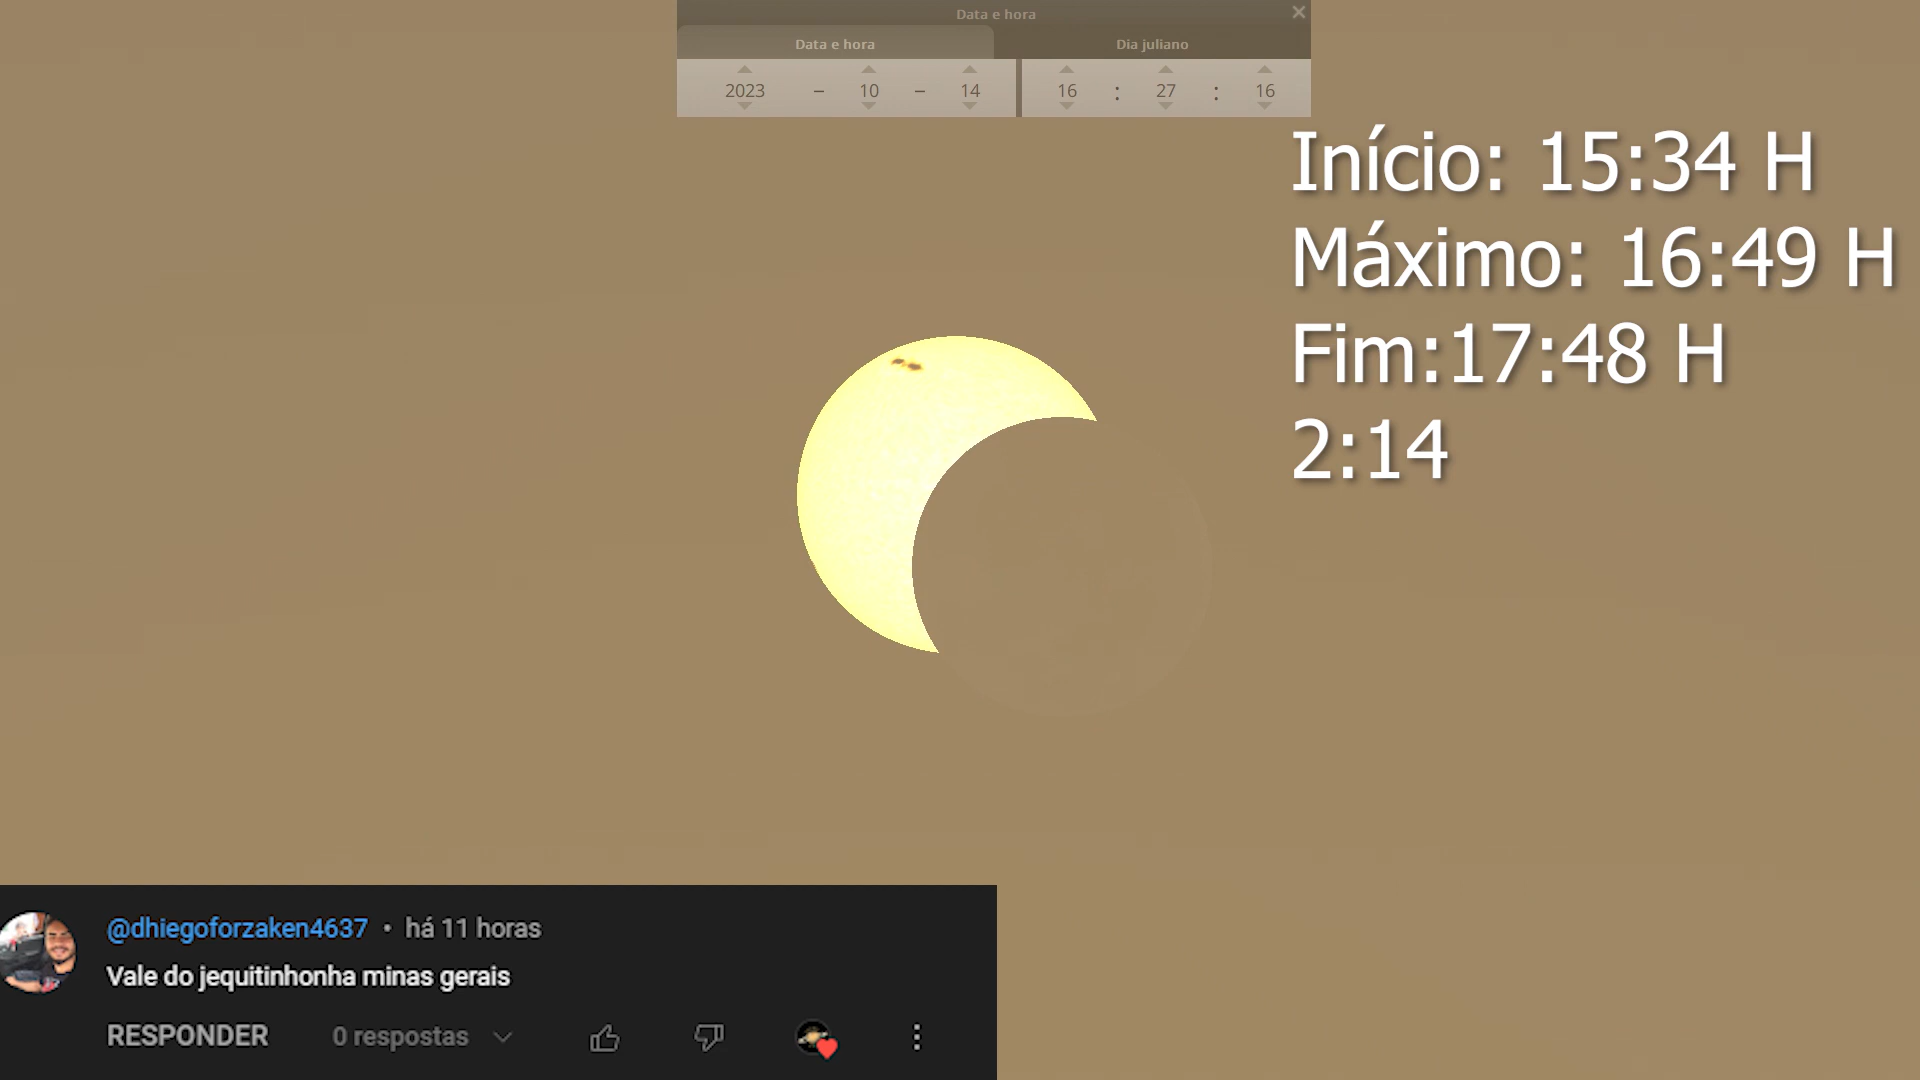 Data e hora
Data e hora
Dia juliano
2023 – 10 – 14
16 : 27 : 16
Início: 15:34 H
Máximo: 16:49 H
Fim:17:48 H
2:14
@dhiegoforzaken4637 • há 11 horas
Vale do jequitinhonha minas gerais
RESPONDER
0 respostas